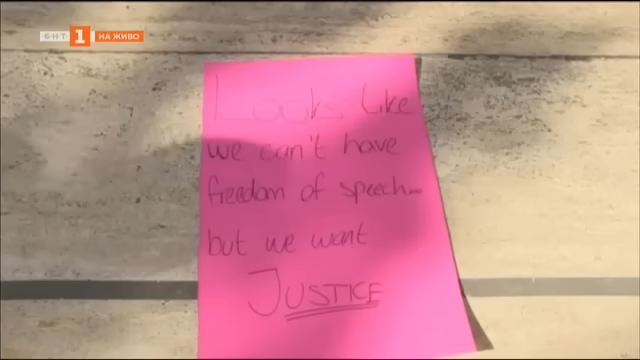 БНТ 1 НА ЖИВО
Looks Like
we can't have
freedom of speech...
but we want
JUSTICE